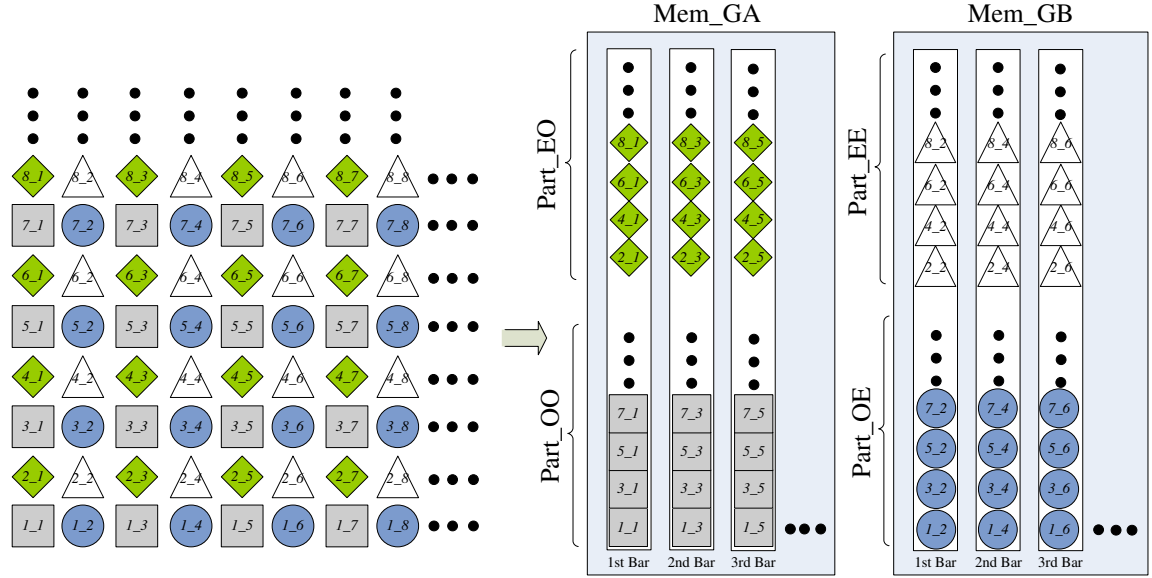 Mem_GA
Mem_GB
8_1 8_2 8_3 8_4 8_5 8_6 8_7 8_8
7_1 7_2 7_3 7_4 7_5 7_6 7_7 7_8
6_1 6_2 6_3 6_4 6_5 6_6 6_7 6_8
5_1 5_2 5_3 5_4 5_5 5_6 5_7 5_8
4_1 4_2 4_3 4_4 4_5 4_6 4_7 4_8
3_1 3_2 3_3 3_4 3_5 3_6 3_7 3_8
2_1 2_2 2_3 2_4 2_5 2_6 2_7 2_8
1_1 1_2 1_3 1_4 1_5 1_6 1_7 1_8
Part_EO
8_1 8_3 8_5
6_1 6_3 6_5
4_1 4_3 4_5
2_1 2_3 2_5
Part_OO
7_1 7_3 7_5
5_1 5_5 5_5
3_1 3_3 3_5
1_1 1_3 1_5
1st Bar 2nd Bar 3rd Bar
Part_EE
8_2 8_4 8_6
6_2 6_4 6_6
4_2 4_4 4_6
2_2 2_4 2_6
Part_OE
7_2 7_4 7_6
5_2 5_4 5_6
3_2 3_4 3_6
1_2 1_4 1_6
1st Bar 2nd Bar 3rd Bar